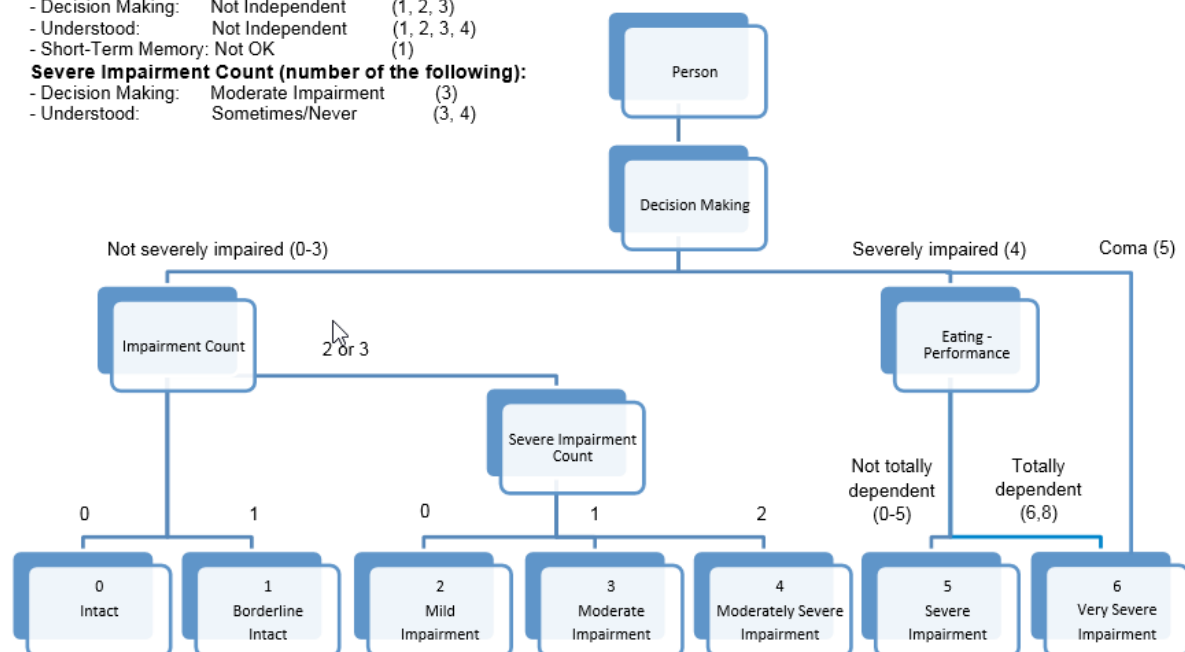 - Decision Making: Not Independent (1, 2, 3)
- Understood: Not Independent (1, 2, 3, 4)
- Short-Term Memory: Not OK (1)
Severe Impairment Count (number of the following):
- Decision Making: Moderate Impairment (3)
- Understood: Sometimes/Never (3, 4)
Person
Decision Making
Not severely impaired (0-3)
Severely impaired (4)
Coma (5)
Impairment Count
2 or 3
Eating -
Performance
Severe Impairment
Count
Not totally
dependent
(0-5)
Totally
dependent
(6,8)
0
1
0
1
2
0
Intact
1
Borderline
Intact
2
Mild
Impairment
3
Moderate
Impairment
4
Moderately Severe
Impairment
5
Severe
Impairment
6
Very Severe
Impairment